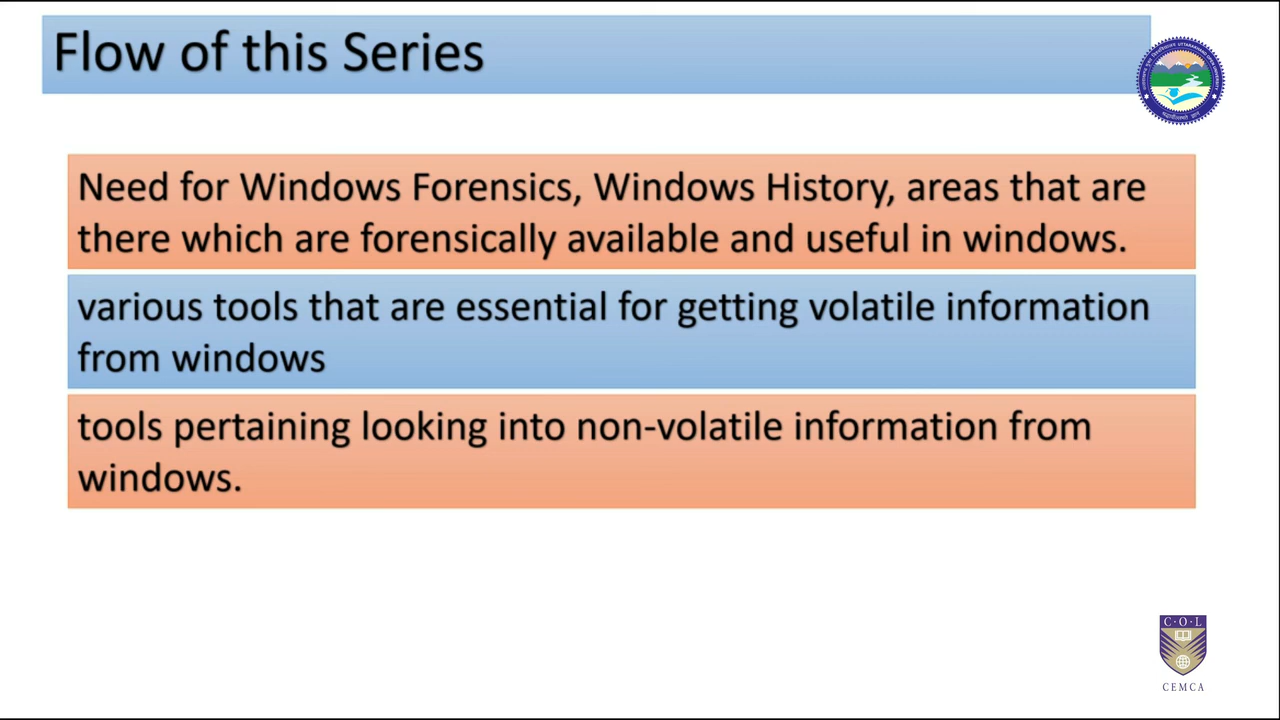 Flow of this Series
Need for Windows Forensics, Windows History, areas that are
there which are forensically available and useful in windows.
various tools that are essential for getting volatile information
from windows
tools pertaining looking into non-volatile information from
windows.
C·O·L
CEMCA